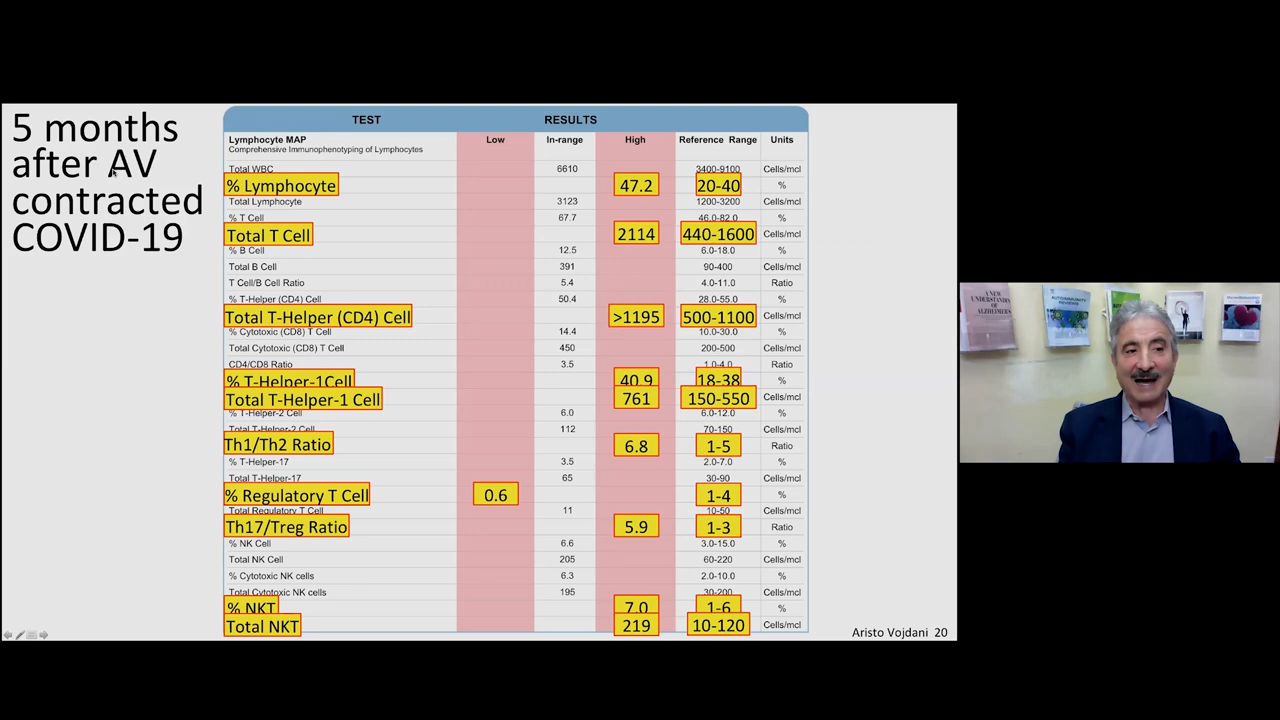 5 months
after AV
contracted
COVID-19
TEST RESULTS
Lymphocyte MAP Low In-range High Reference Range Units
Comprehensive Immunophenotyping of Lymphocytes
Total WBC 6610 3400-9100 Cells/mcl
% Lymphocyte 47.2 20-40 %
Total Lymphocyte 3123 1200-3200 Cells/mcl
% T Cell 67.7 46.0-82.0 %
Total T Cell 2114 440-1600 Cells/mcl
% B Cell 12.5 6.0-18.0 %
Total B Cell 391 90-400 Cells/mcl
T Cell/B Cell Ratio 5.4 4.0-11.0 Ratio
% T-Helper (CD4) Cell 50.4 28.0-55.0 %
Total T-Helper (CD4) Cell >1195 500-1100 Cells/mcl
% Cytotoxic (CD8) T Cell 14.4 10.0-30.0 %
Total Cytotoxic (CD8) T Cell 450 200-500 Cells/mcl
CD4/CD8 Ratio 3.5 1.0-4.0 Ratio
% T-Helper-1Cell 40.9 18-38 %
Total T-Helper-1 Cell 761 150-550 Cells/mcl
% T-Helper-2 Cell 6.0 6.0-12.0 %
Total T-Helper-2 Cell 112 70-150 Cells/mcl
Th1/Th2 Ratio 6.8 1-5 Ratio
% T-Helper-17 3.5 2.0-7.0 %
Total T-Helper-17 65 30-90 Cells/mcl
% Regulatory T Cell 0.6 1-4 %
Total Regulatory T Cell 11 10-50 Cells/mcl
Th17/Treg Ratio 5.9 1-3 Ratio
% NK Cell 6.6 3.0-15.0 %
Total NK Cell 205 60-220 Cells/mcl
% Cytotoxic NK cells 6.3 2.0-10.0 %
Total Cytotoxic NK cells 195 30-200 Cells/mcl
% NKT 7.0 1-6 %
Total NKT 219 10-120 Cells/mcl
Aristo Vojdani 20
A NEW
UNDERSTANDING
OF
ALZHEIMERS
AUTOIMMUNITY
REVIEWS